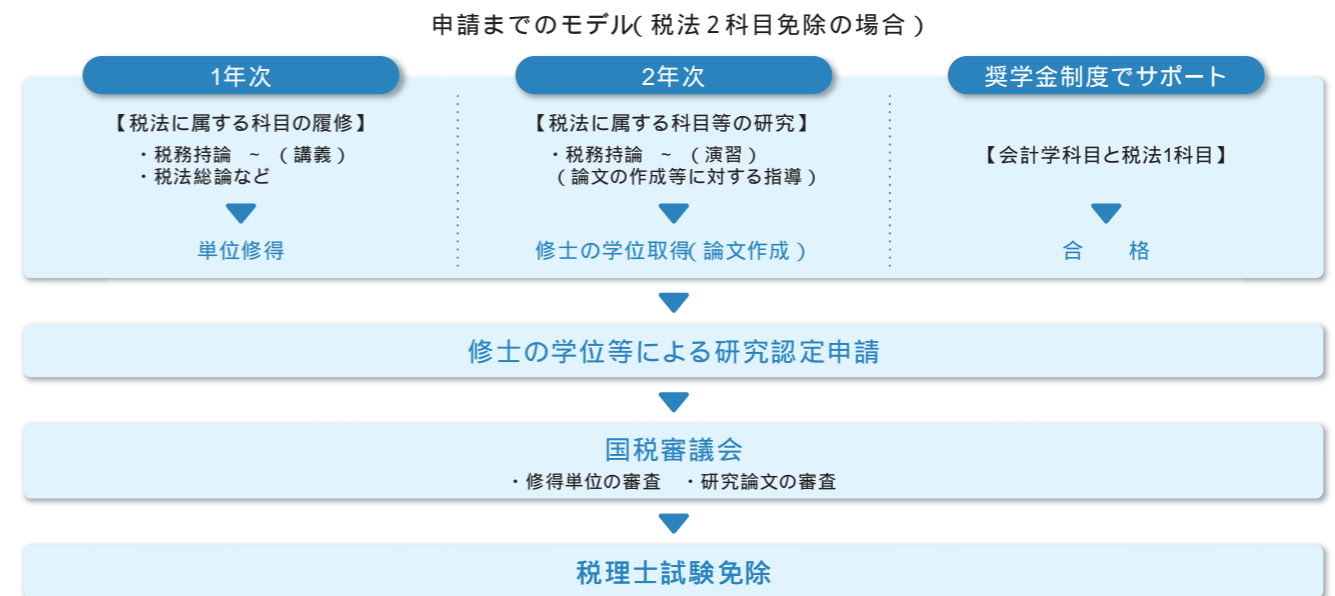 申請までのモデル(税法2科目免除の場合)
1年次
【税法に属する科目の履修】
・税務持論 ~ (講義)
・税法総論など
単位修得
2年次
【税法に属する科目等の研究】
・税務持論 ~ (演習)
(論文の作成等に対する指導)
修士の学位取得(論文作成)
奨学金制度でサポート
【会計学科目と税法1科目】
合 格
修士の学位等による研究認定申請
国税審議会
・修得単位の審査 ・研究論文の審査
税理士試験免除